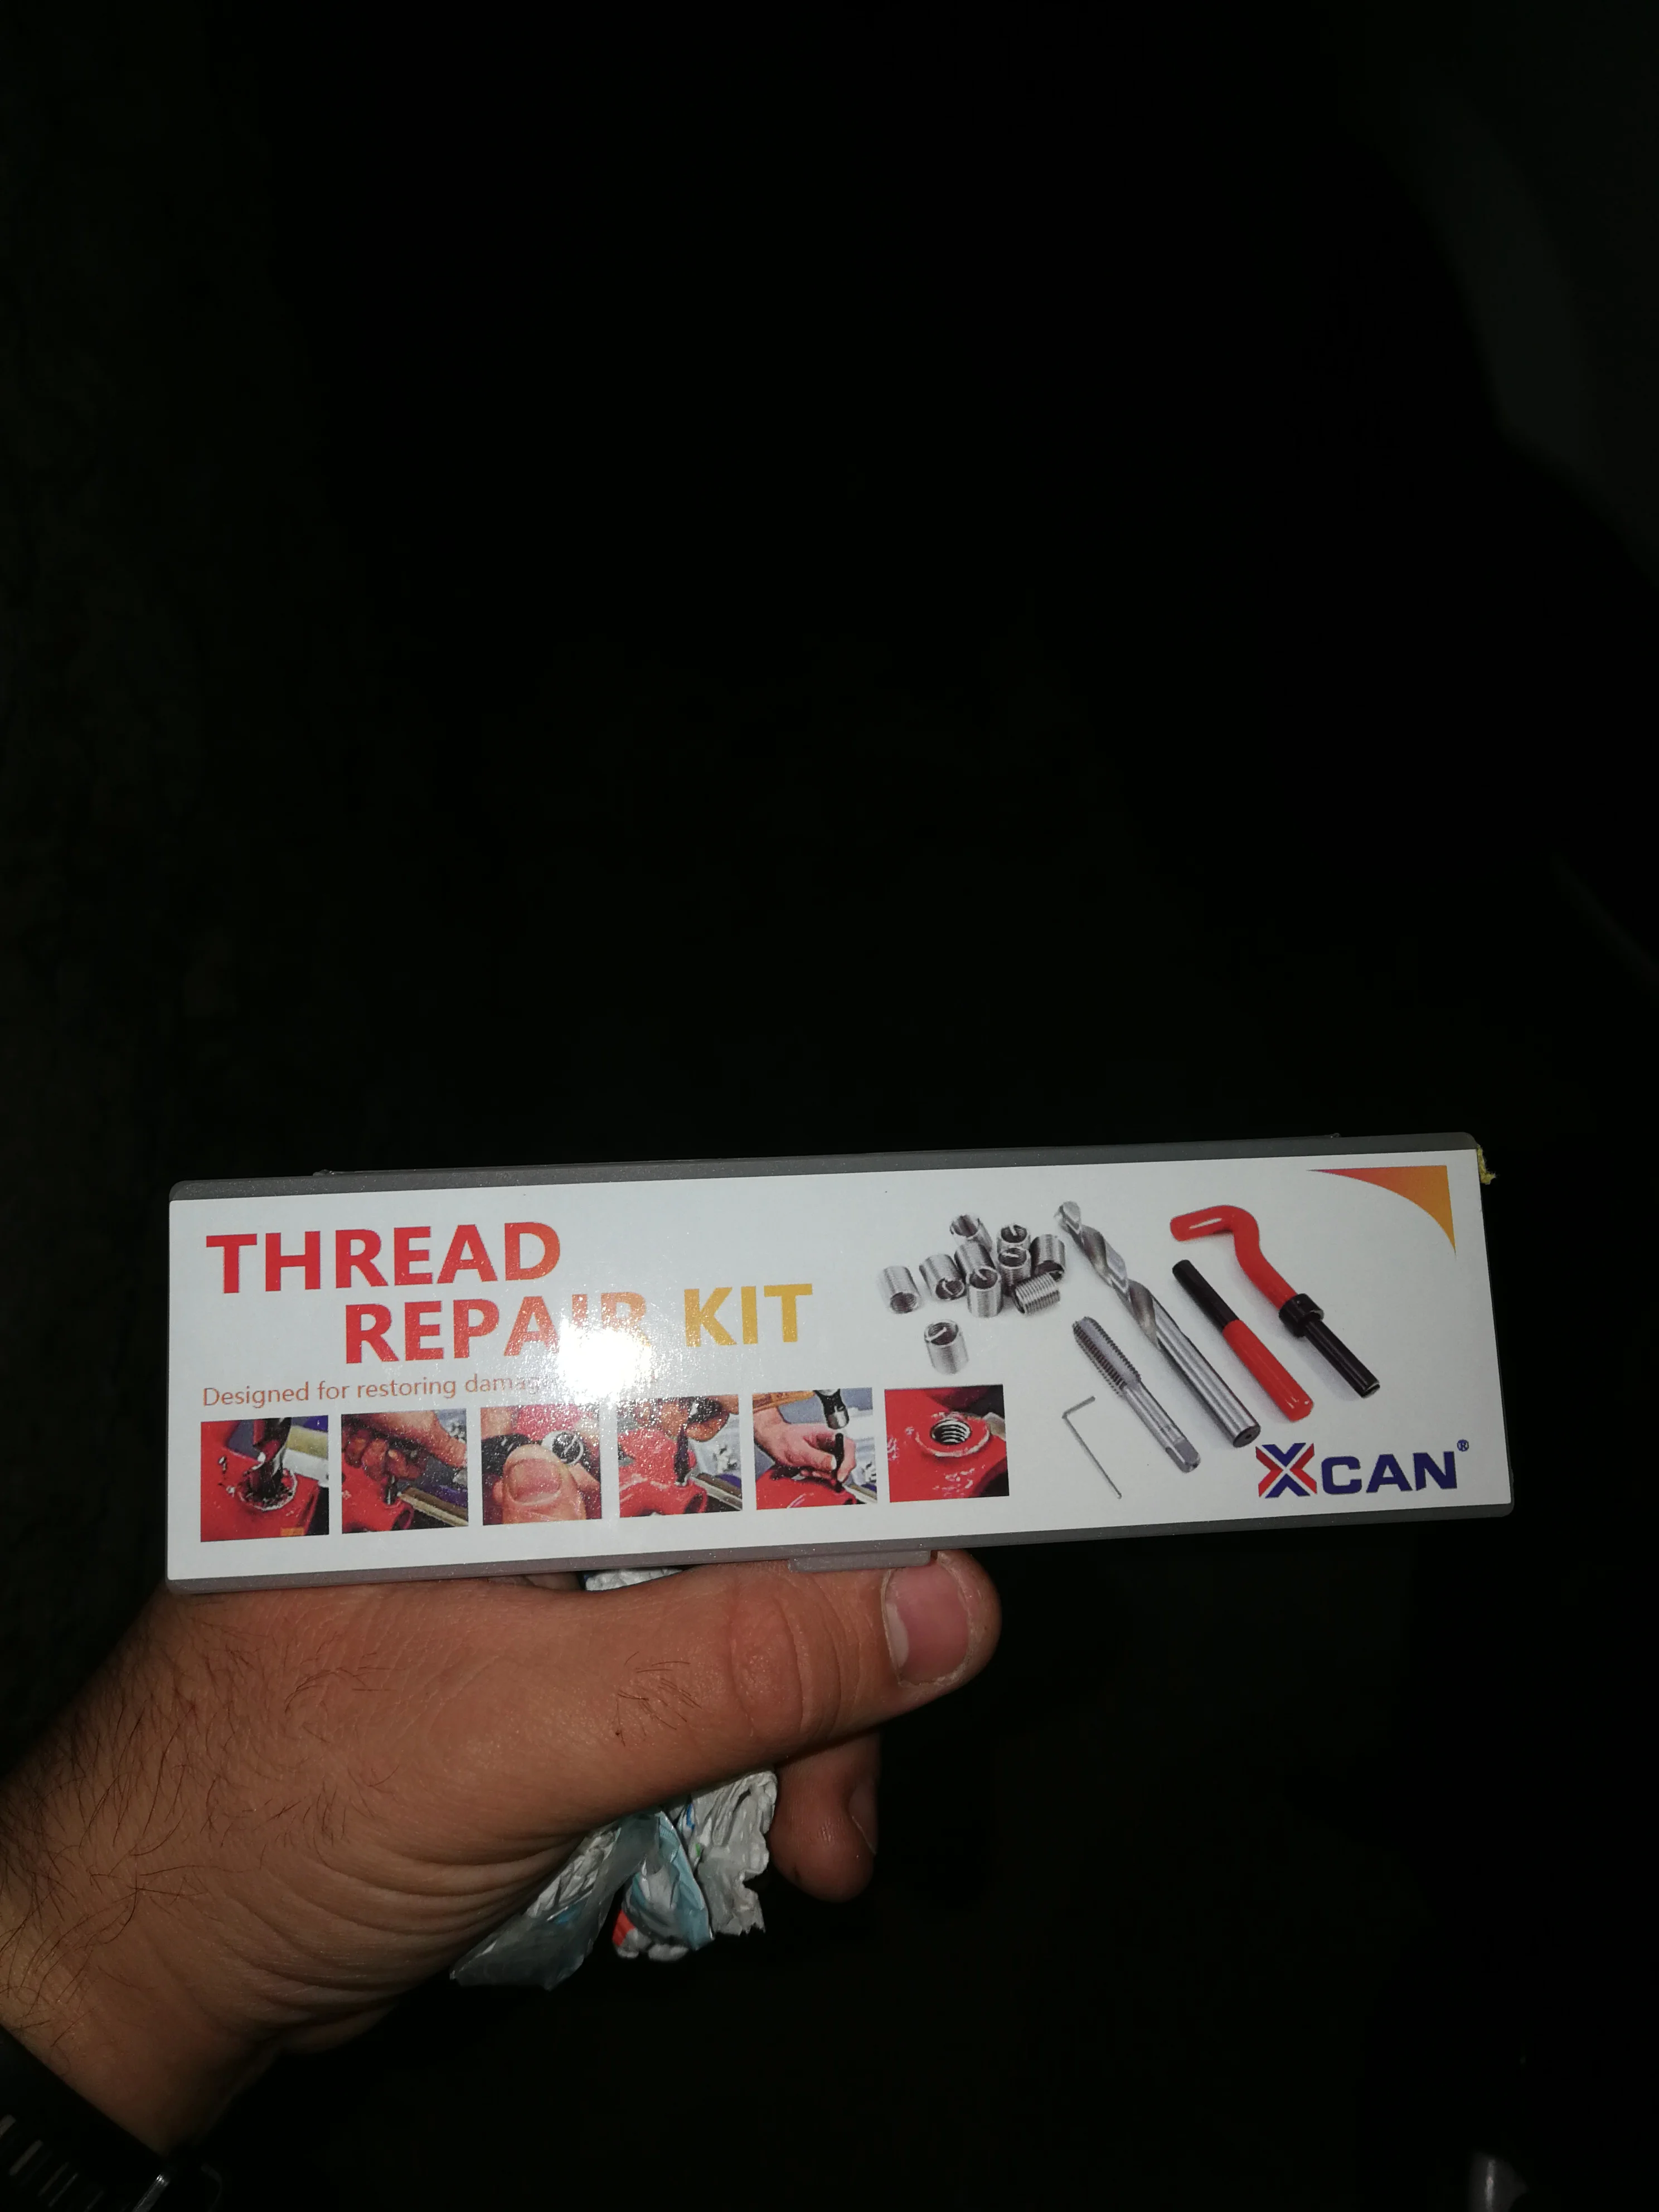 THREAD
REPAIR KIT
Designed for restoring
XCAN®